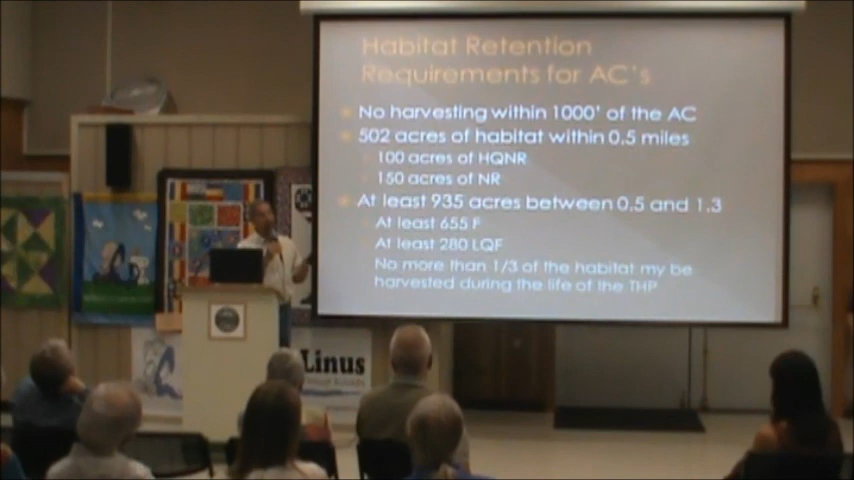 Habitat Retention
Requirements for AC's
No harvesting within 1000' of the AC
502 acres of habitat within 0.5 miles
100 acres of HQNR
150 acres of NR
At least 935 acres between 0.5 and 1.3
At least 655 F
At least 280 LQF
No more than 1/3 of the habitat my be
harvested during the life of the THP
Linus